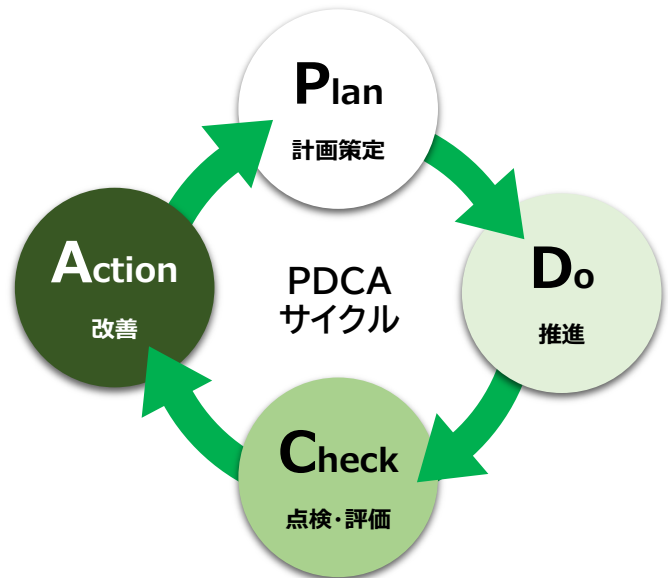 Plan
計画策定
Do
推進
Check
点検・評価
Action
改善
PDCA
サイクル